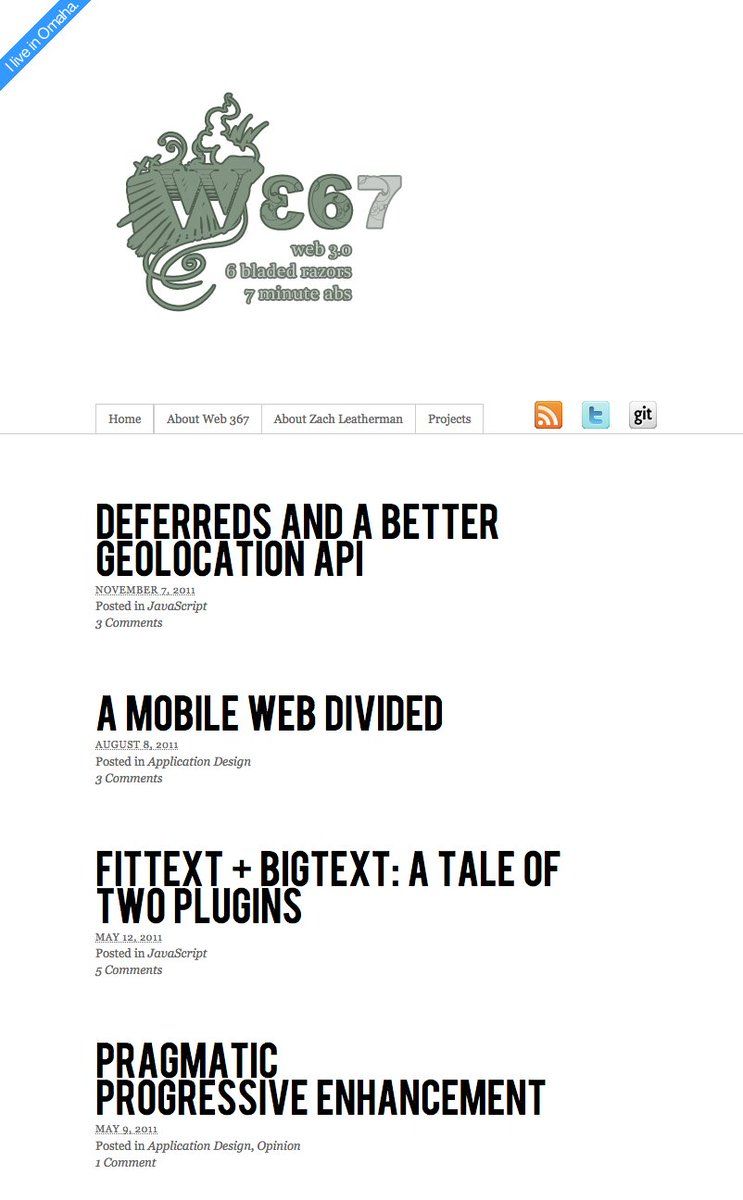 I live in Omaha.
Wε67
web 3.0
6 bladed razors
7 minute abs
Home
About Web 367
About Zach Leatherman
Projects
git
DEFERREDS AND A BETTER
GEOLOCATION API
NOVEMBER 7, 2011
Posted in JavaScript
3 Comments
A MOBILE WEB DIVIDED
AUGUST 8, 2011
Posted in Application Design
3 Comments
FITTEXT + BIGTEXT: A TALE OF
TWO PLUGINS
MAY 12, 2011
Posted in JavaScript
5 Comments
PRAGMATIC
PROGRESSIVE ENHANCEMENT
MAY 9, 2011
Posted in Application Design, Opinion
1 Comment